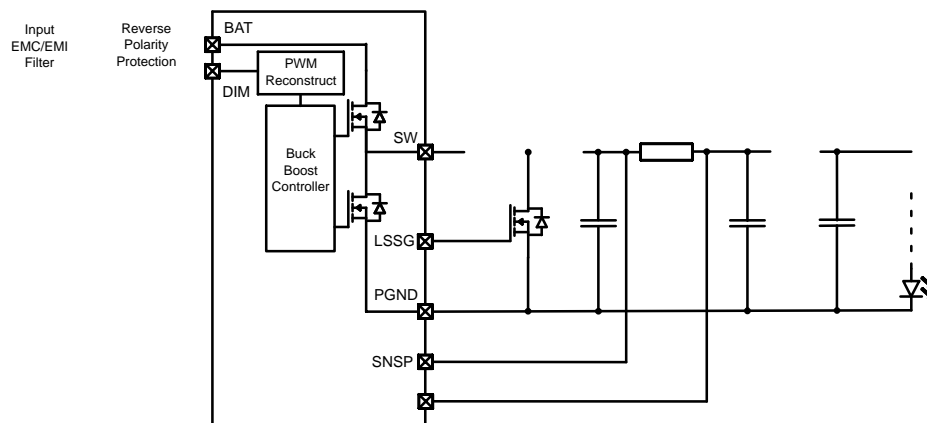 Input
EMC/EMI
Filter
Reverse
Polarity
Protection
BAT
DIM
PWM
Reconstruct
Buck
Boost
Controller
SW
LSSG
PGND
SNSP